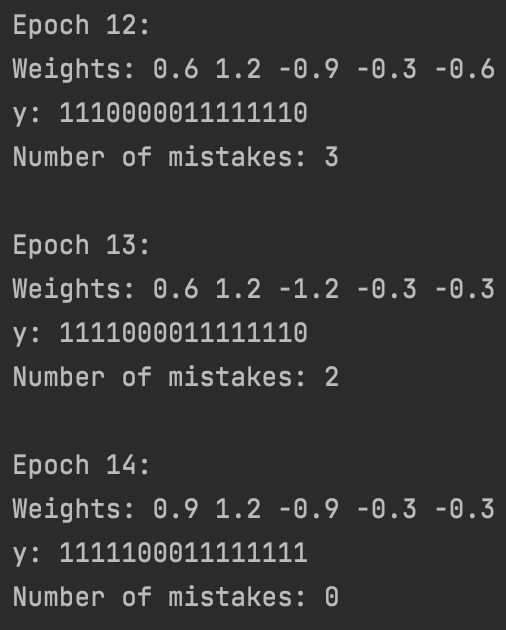 Epoch 12:
Weights: 0.6 1.2 -0.9 -0.3 -0.6
y: 1110000011111110
Number of mistakes: 3
Epoch 13:
Weights: 0.6 1.2 -1.2 -0.3 -0.3
y: 1111000011111110
Number of mistakes: 2
Epoch 14:
Weights: 0.9 1.2 -0.9 -0.3 -0.3
y: 1111100011111111
Number of mistakes: 0